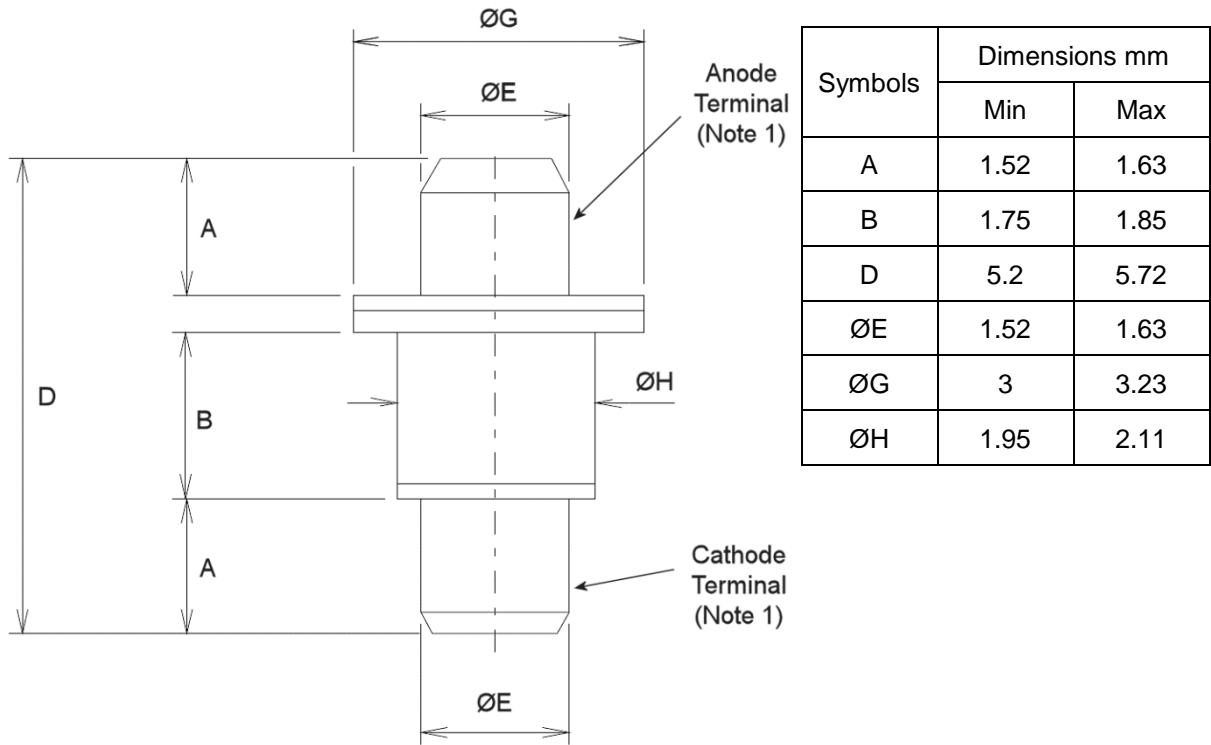 ØG
ØE
Anode
Terminal
(Note 1)
A
D
B
ØH
A
Cathode
Terminal
(Note 1)
ØE
Symbols Dimensions mm
Min Max
A 1.52 1.63
B 1.75 1.85
D 5.2 5.72
ØE 1.52 1.63
ØG 3 3.23
ØH 1.95 2.11